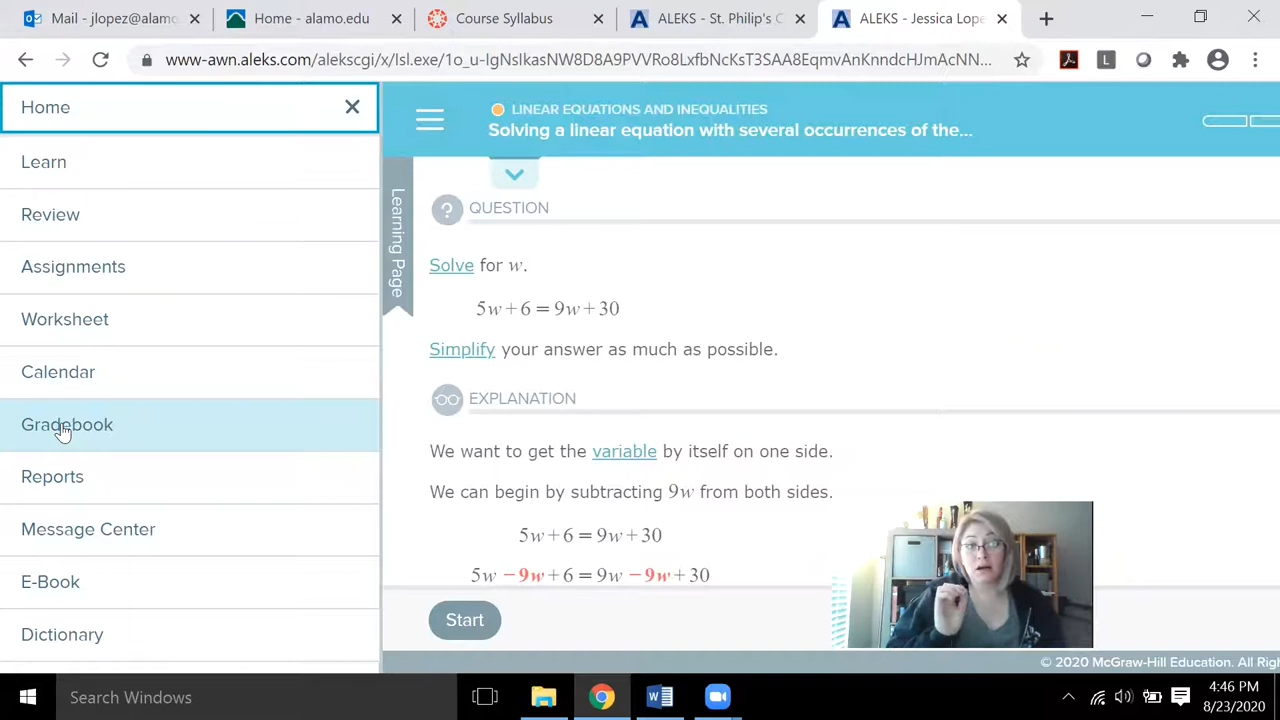 Mail - jlopez@alamo
Home - alamo.edu
Course Syllabus
ALEKS - St. Philip's C
ALEKS - Jessica Lope
www-awn.aleks.com/alekscgi/x/Isl.exe/1o_u-IgNsIkasNW8D8A9PVVRo8LxfbNcKsT3SAA8EqmvAnKnndcHJmAcNN...
Home
Learn
Review
Assignments
Worksheet
Calendar
Gradebook
Reports
Message Center
E-Book
Dictionary
LINEAR EQUATIONS AND INEQUALITIES
Solving a linear equation with several occurrences of the...
Learning Page
QUESTION
Solve for w.
5w+6=9w+30
Simplify your answer as much as possible.
EXPLANATION
We want to get the variable by itself on one side.
We can begin by subtracting 9w from both sides.
5w+6=9w+30
5w −9w+6=9w −9w+30
Start
© 2020 McGraw-Hill Education. All Rig
Search Windows
4:46 PM
8/23/2020